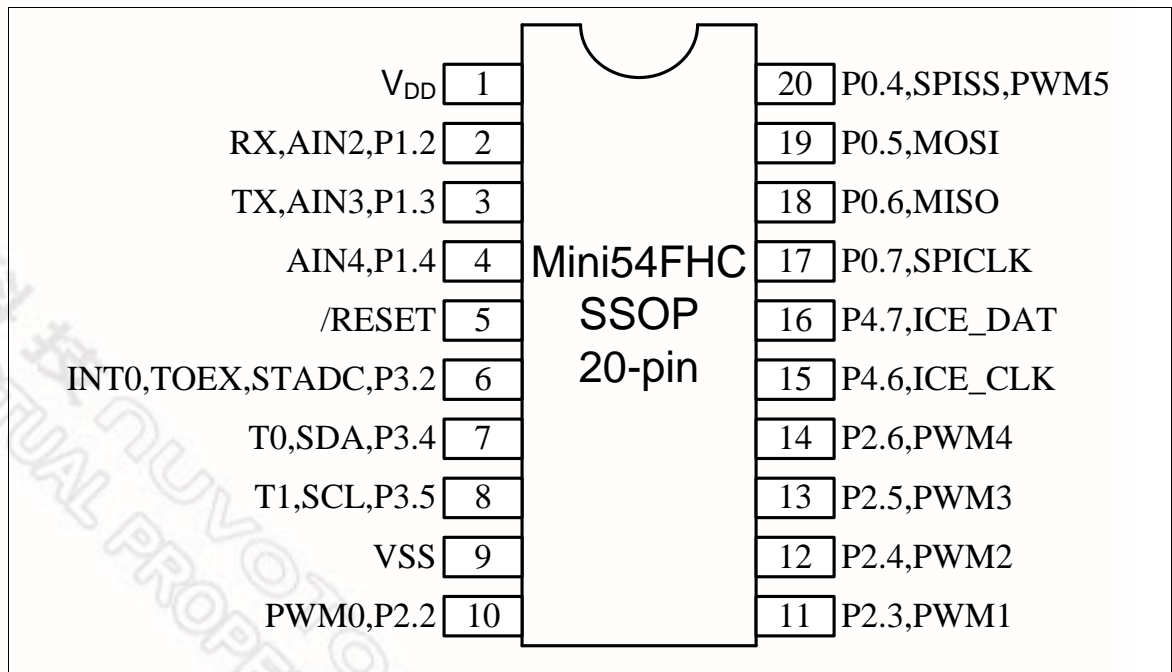 V_DD 1
RX,AIN2,P1.2 2
TX,AIN3,P1.3 3
AIN4,P1.4 4
/RESET 5
INT0,TOEX,STADC,P3.2 6
T0,SDA,P3.4 7
T1,SCL,P3.5 8
VSS 9
PWM0,P2.2 10
Mini54FHC
SSOP
20-pin
20 P0.4,SPISS,PWM5
19 P0.5,MOSI
18 P0.6,MISO
17 P0.7,SPICLK
16 P4.7,ICE_DAT
15 P4.6,ICE_CLK
14 P2.6,PWM4
13 P2.5,PWM3
12 P2.4,PWM2
11 P2.3,PWM1